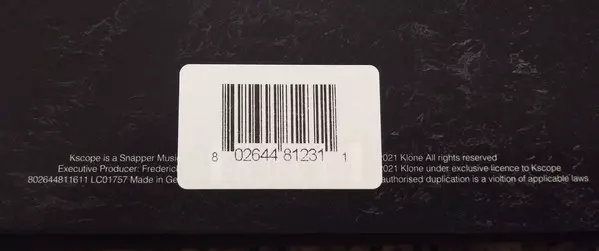 8 02644 81231 1
Kscope is a Snapper Musi 2021 Klone All rights reserved
Executive Producer: Frederic 2021 Klone under exclusive licence to Kscope
802644811611 LC01757 Made in Ge authorised duplication is a violtion of applicable laws